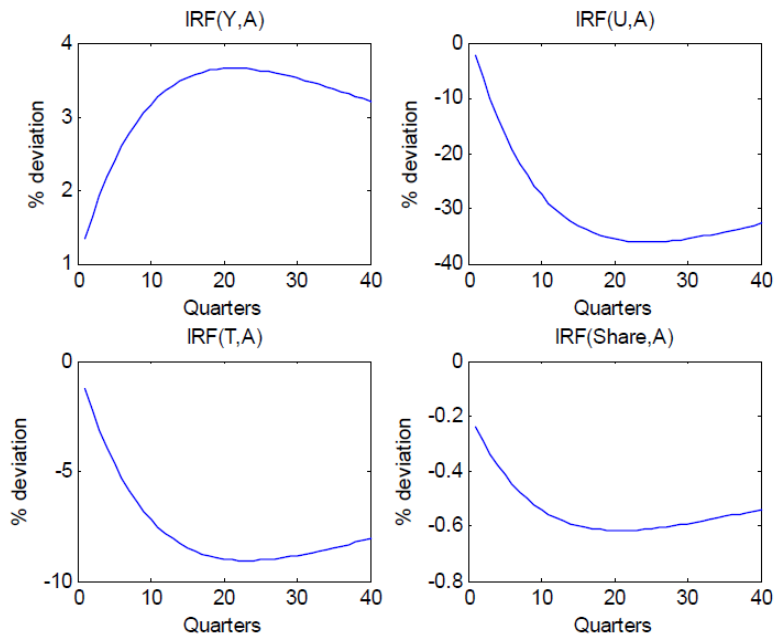 IRF(Y,A)
4
3
2
1
% deviation
0 10 20 30 40
Quarters
IRF(U,A)
0
-10
-20
-30
-40
% deviation
0 10 20 30 40
Quarters
IRF(T,A)
0
-5
-10
% deviation
0 10 20 30 40
Quarters
IRF(Share,A)
0
-0.2
-0.4
-0.6
-0.8
% deviation
0 10 20 30 40
Quarters